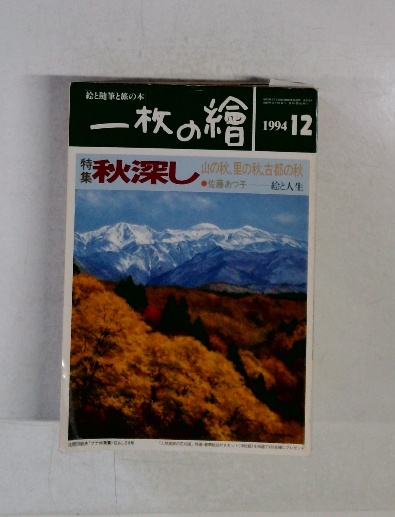 絵と随筆と旅の本
一枚の繪
1994 12
特集 秋深し
山の秋、里の秋、古都の秋
●佐藤あつ子――絵と人生